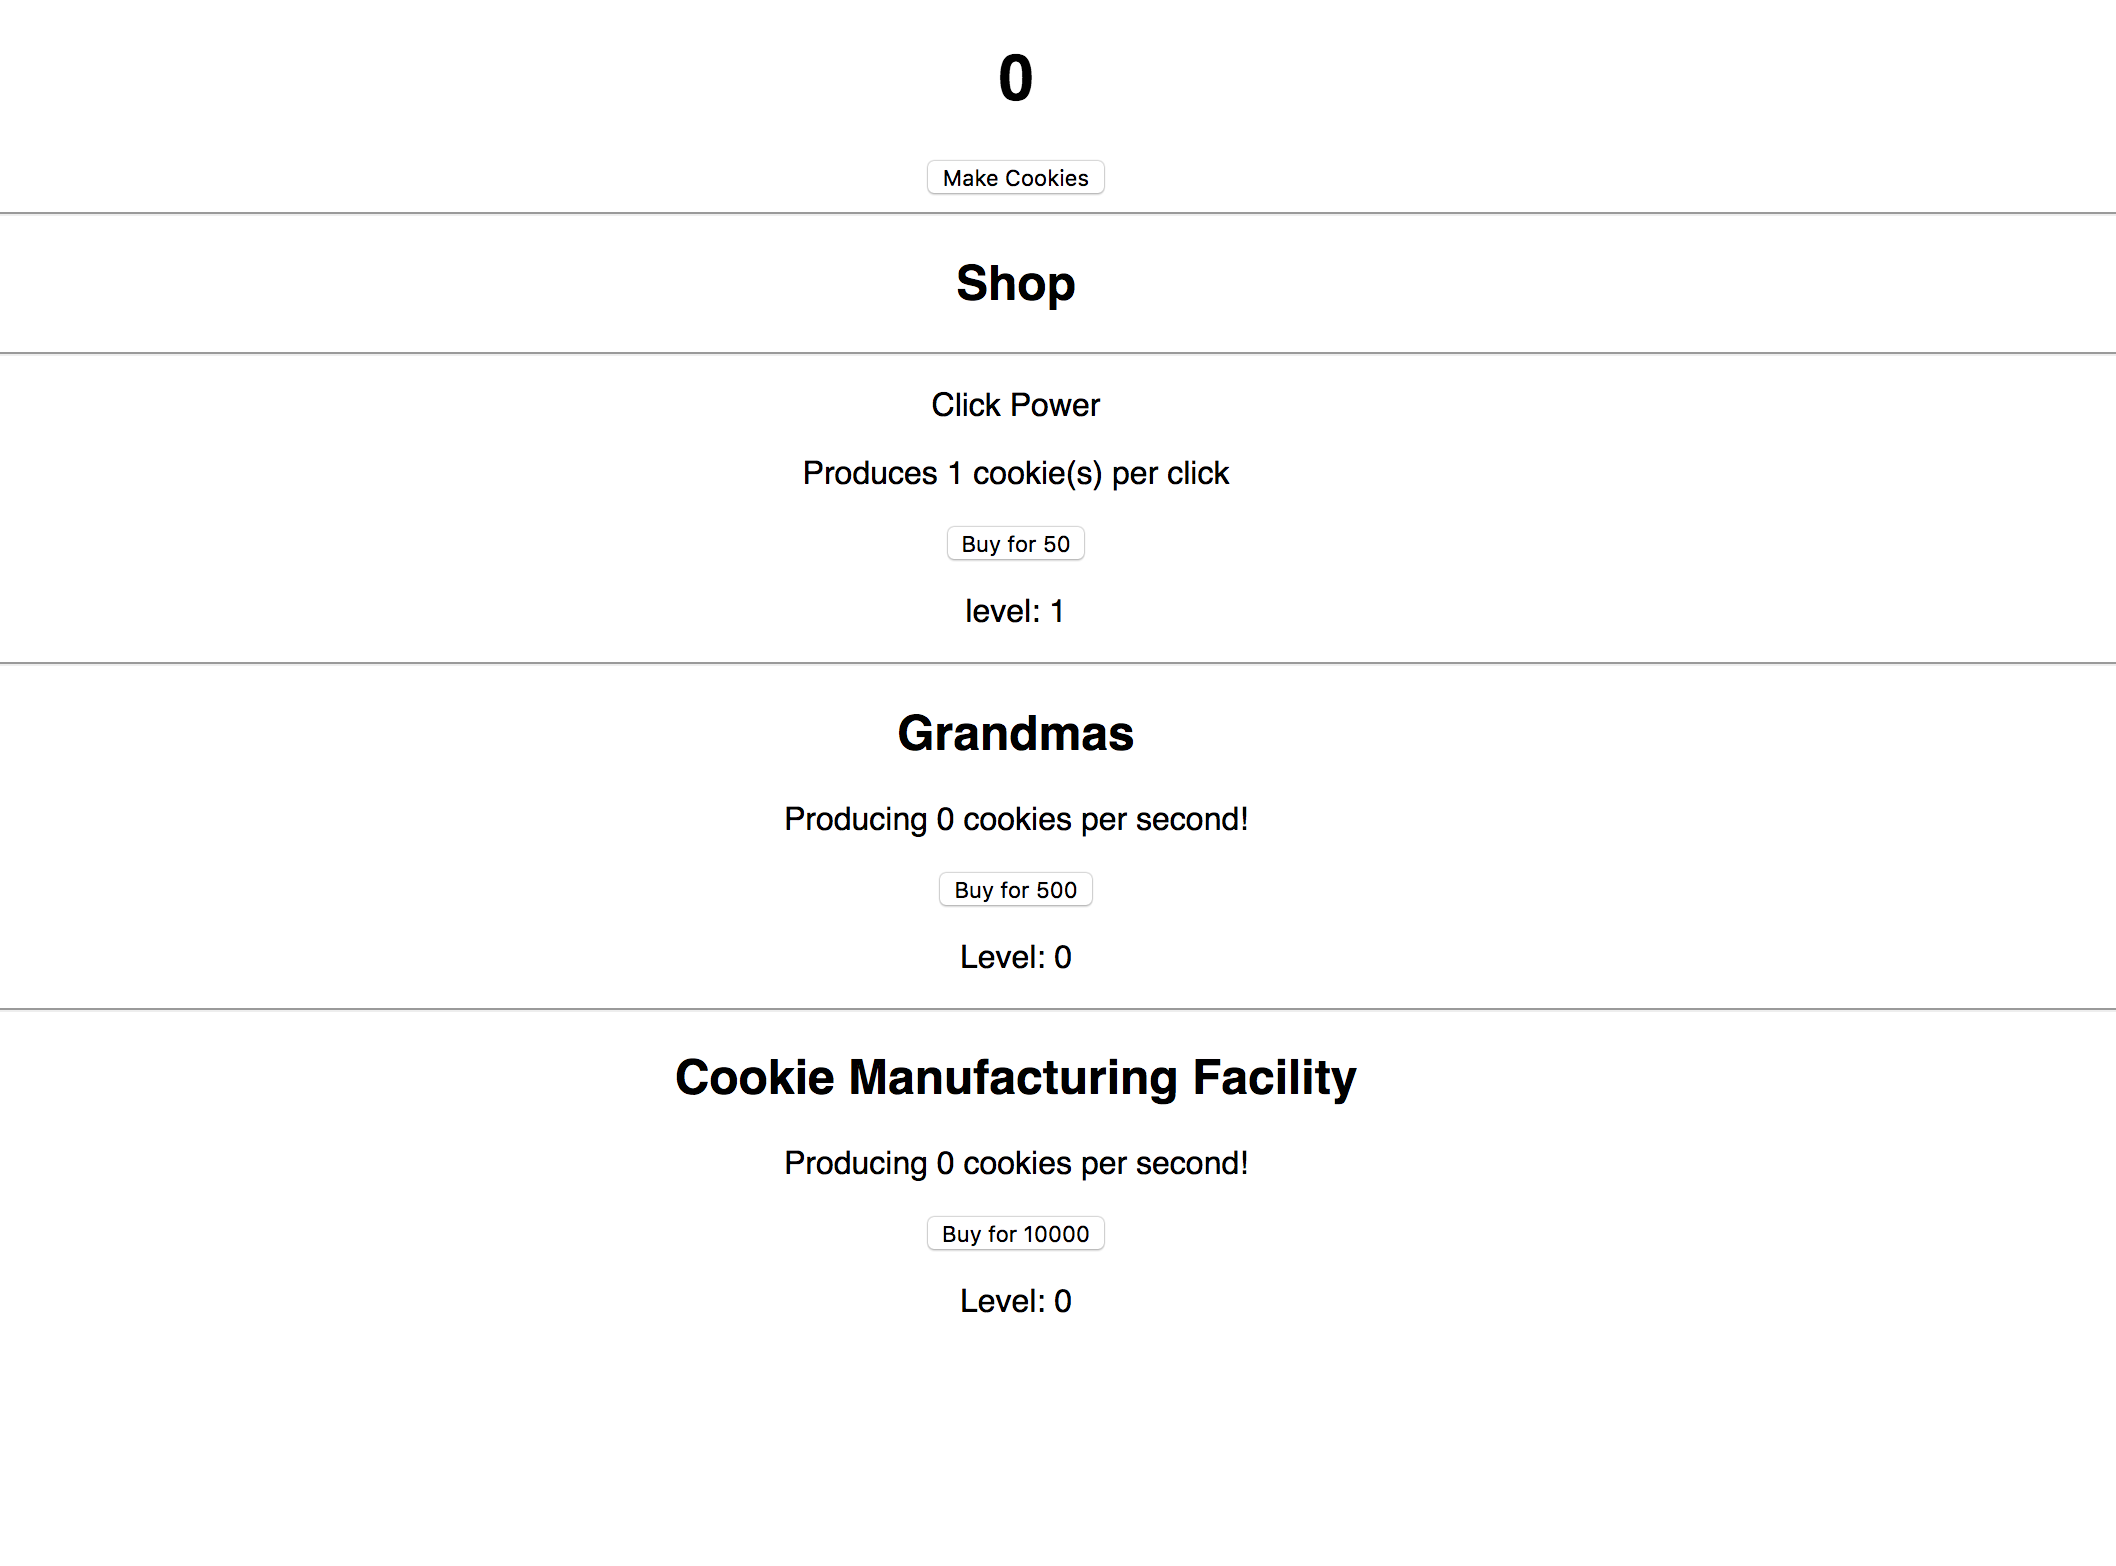 0
Make Cookies
Shop
Click Power
Produces 1 cookie(s) per click
Buy for 50
level: 1
Grandmas
Producing 0 cookies per second!
Buy for 500
Level: 0
Cookie Manufacturing Facility
Producing 0 cookies per second!
Buy for 10000
Level: 0